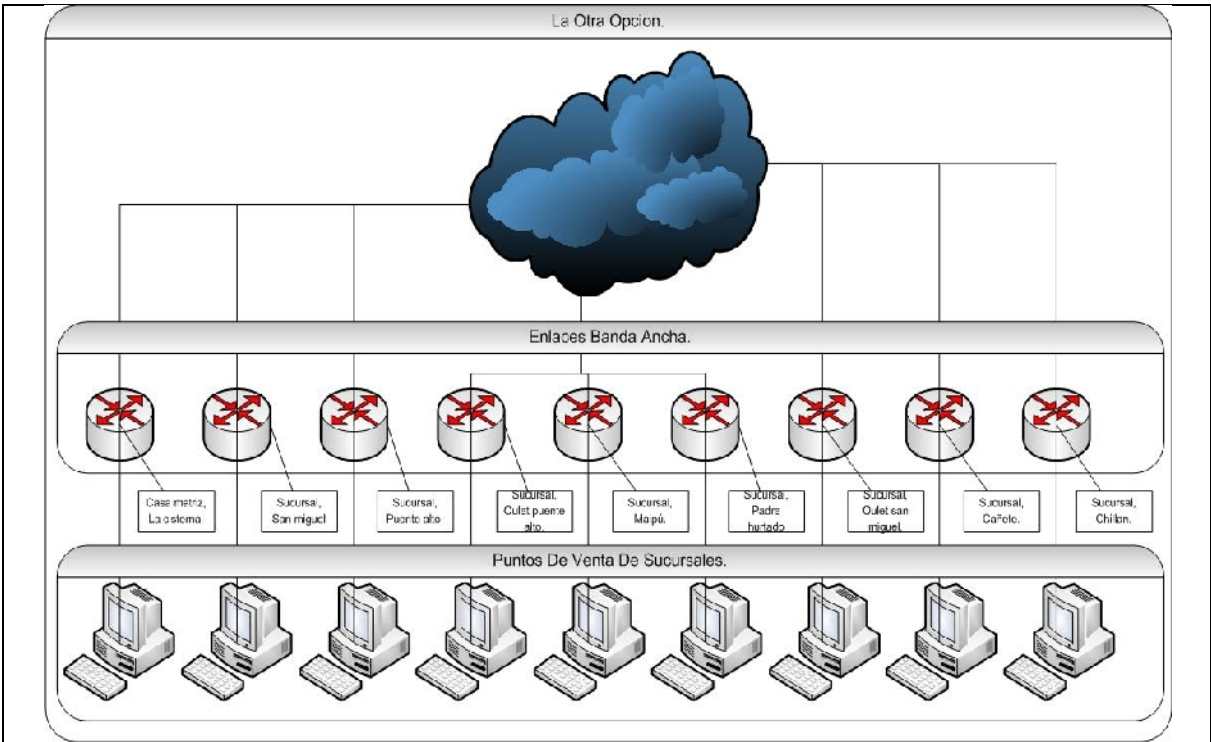 La Otra Opcion.
Enlaces Banda Ancha.
Casa matriz,
La cisterna
Sucursal,
San miguel
Sucursal,
Puente alto
Sucursal,
Oulet puente
alto.
Sucursal,
Maipú.
Sucursal,
Padre
hurtado
Sucursal,
Oulet san
miguel.
Sucursal,
Cañete.
Sucursal,
Chillan.
Puntos De Venta De Sucursales.